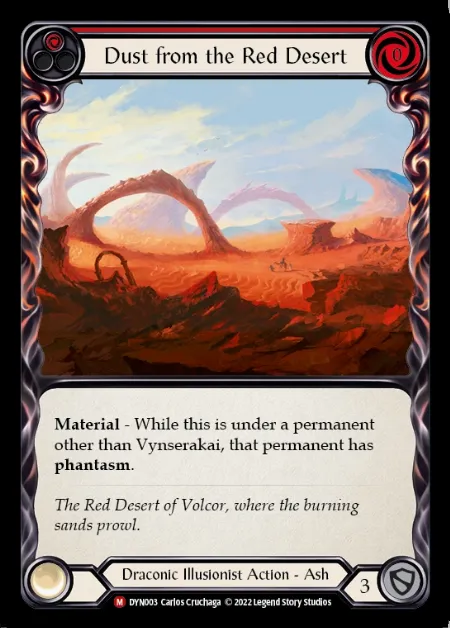 Dust from the Red Desert
0
Material - While this is under a permanent
other than Vynserakai, that permanent has
phantasm.
The Red Desert of Volcor, where the burning
sands prowl.
Draconic Illusionist Action - Ash
3
M DYN003 Carlos Cruchaga © 2022 Legend Story Studios